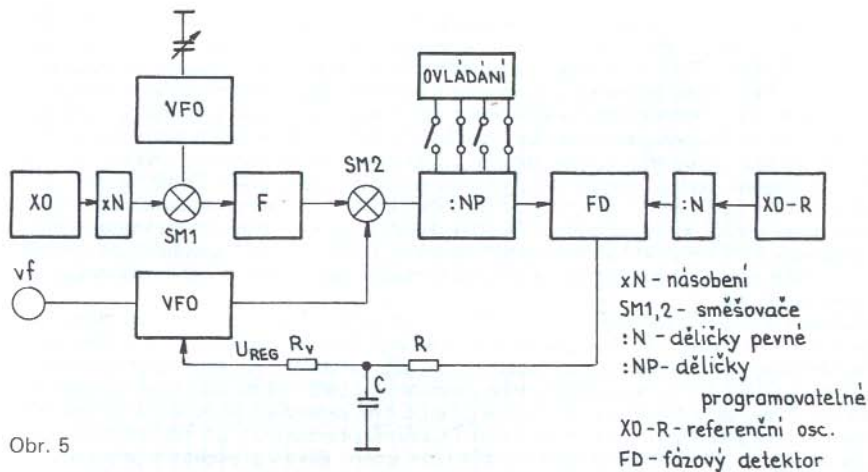 OVLÁDÁNÍ
VFO
SM2
XO
xN
SM1
F
:NP
FD
:N
XO-R
vf
VFO
UREG
Rv
R
C
xN - násobení
SM1,2 - směšovače
:N - děličky pevné
:NP- děličky
programovatelné
XO-R - referenční osc.
FD - fázový detektor
Obr. 5